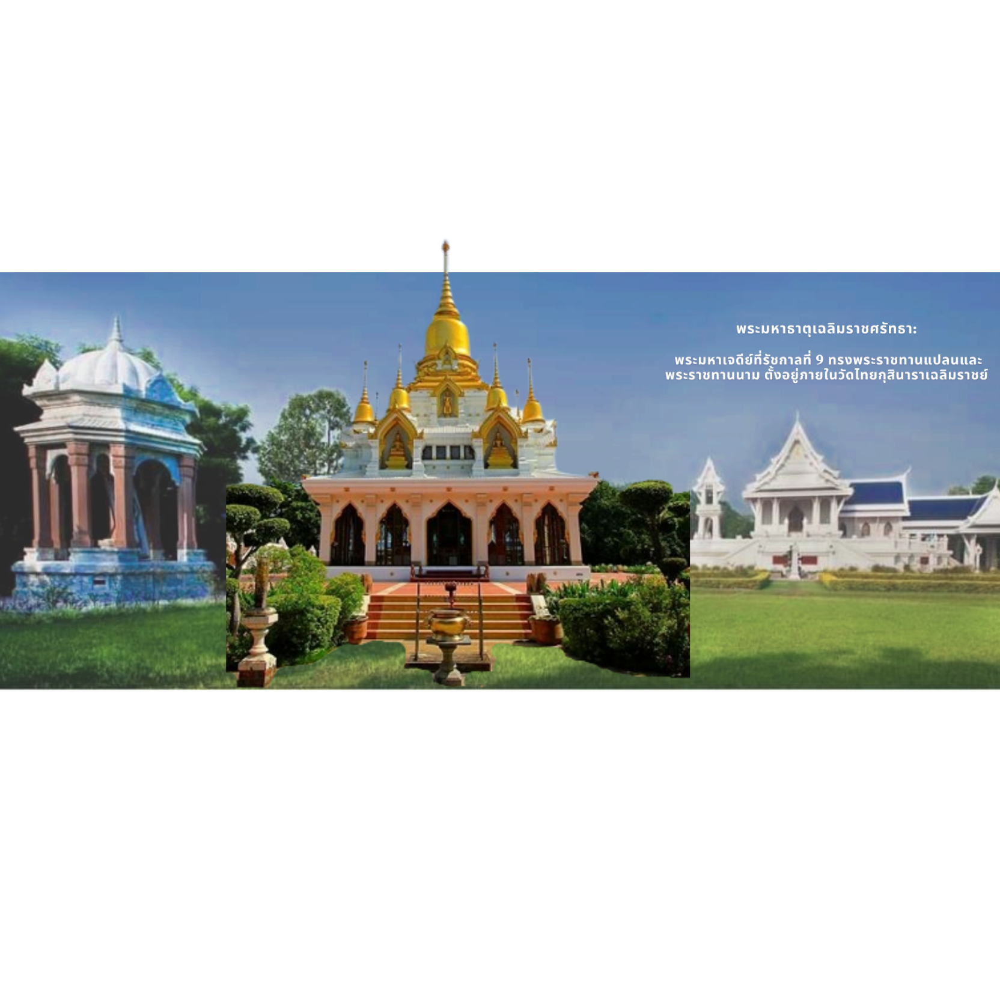 พระมหาธาตุเฉลิมราชศรัทธา:
พระมหาเจดีย์ที่รัชกาลที่ 9 ทรงพระราชทานแปลนและ
พระราชทานนาม ตั้งอยู่ภายในวัดไทยกุสินาราเฉลิมราชย์